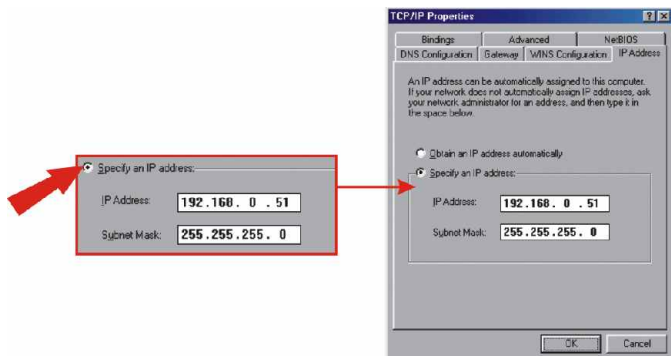 TCP/IP Properties
Bindings Advanced NetBIOS
DNS Configuration Gateway WINS Configuration IP Address
An IP address can be automatically assigned to this computer.
If your network does not automatically assign IP addresses, ask
your network administrator for an address, and then type it in
the space below.
Obtain an IP address automatically
Specify an IP address:
IP Address: 192.168. 0 .51
Subnet Mask: 255.255.255. 0
OK Cancel
Specify an IP address:
IP Address: 192.168. 0 .51
Subnet Mask: 255.255.255. 0